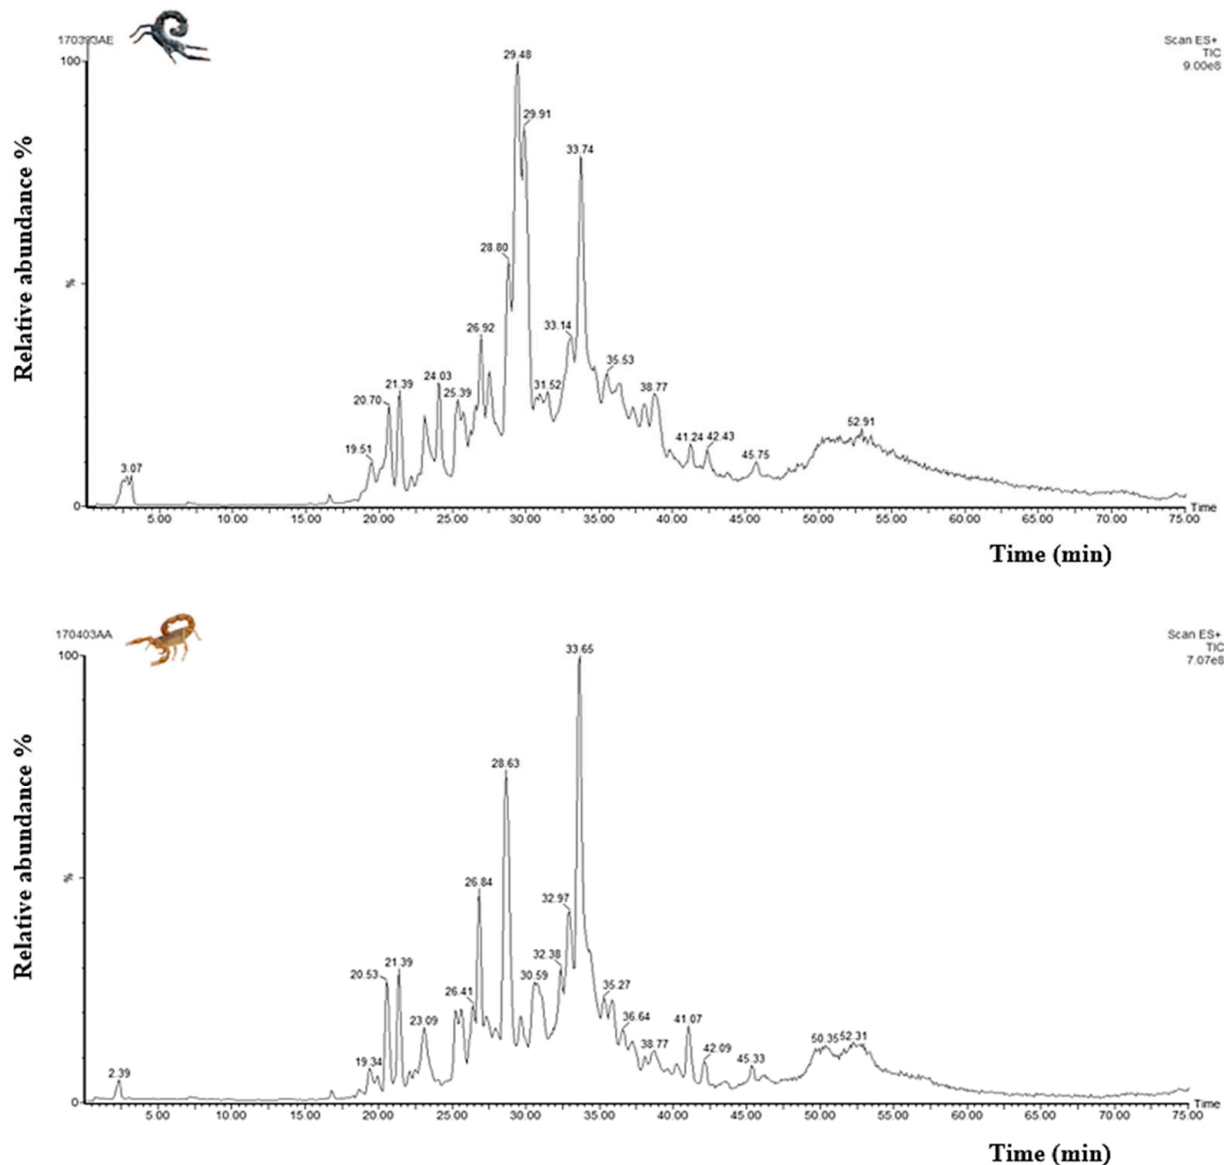 170393AE
Scan ES+
TIC
9.00e8
100
29.48
29.91
33.74
28.80
%
26.92
33.14
35.53
21.39
24.03
31.52
38.77
20.70
25.39
52.91
41.24
42.43
19.51
45.75
3.07
0
5.00 10.00 15.00 20.00 25.00 30.00 35.00 40.00 45.00 50.00 55.00 60.00 65.00 70.00 75.00
Time
Relative abundance %
Time (min)
170403AA
Scan ES+
TIC
7.07e8
100
33.65
28.63
%
26.84
32.97
32.38
21.39
20.53
30.59
26.41
35.27
23.09
36.64
41.07
50.35
52.31
38.77
42.09
19.34
45.33
2.39
0
5.00 10.00 15.00 20.00 25.00 30.00 35.00 40.00 45.00 50.00 55.00 60.00 65.00 70.00 75.00
Time
Relative abundance %
Time (min)